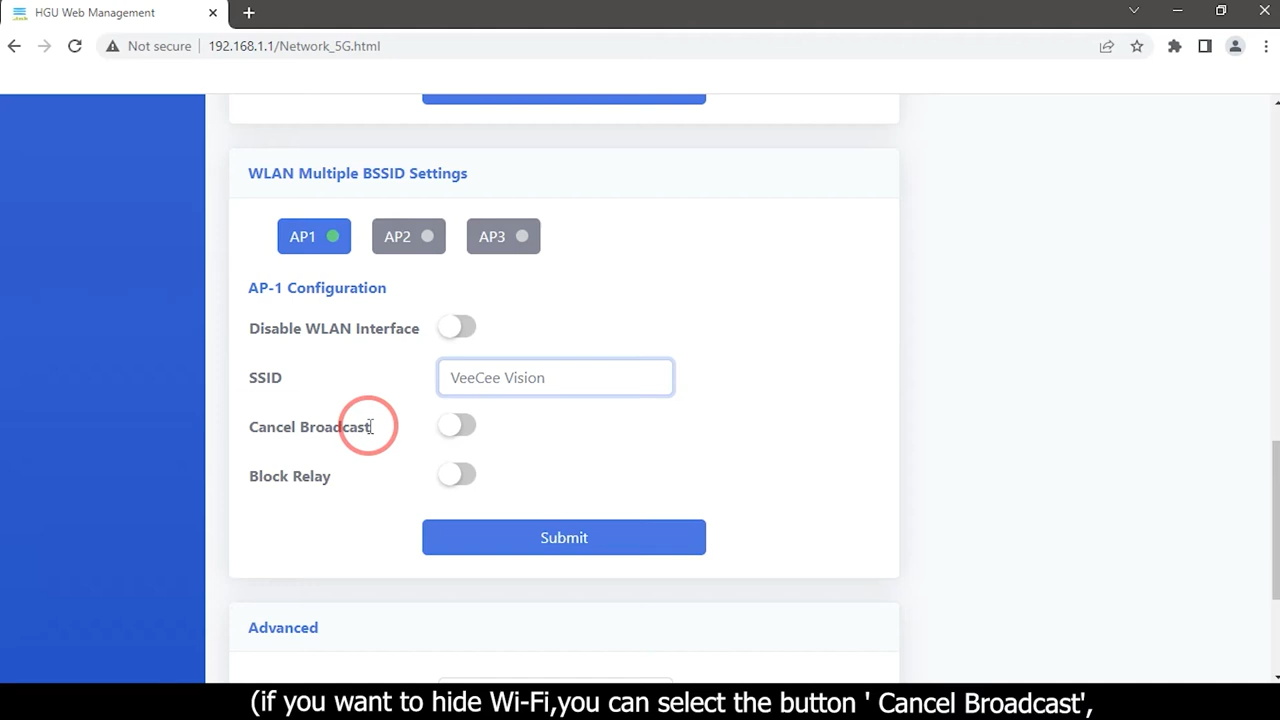 HGU Web Management
Not secure
192.168.1.1/Network_5G.html
WLAN Multiple BSSID Settings
AP1 AP2 AP3
AP-1 Configuration
Disable WLAN Interface
SSID VeeCee Vision
Cancel Broadcast
Block Relay
Submit
Advanced
(if you want to hide Wi-Fi,you can select the button ' Cancel Broadcast',